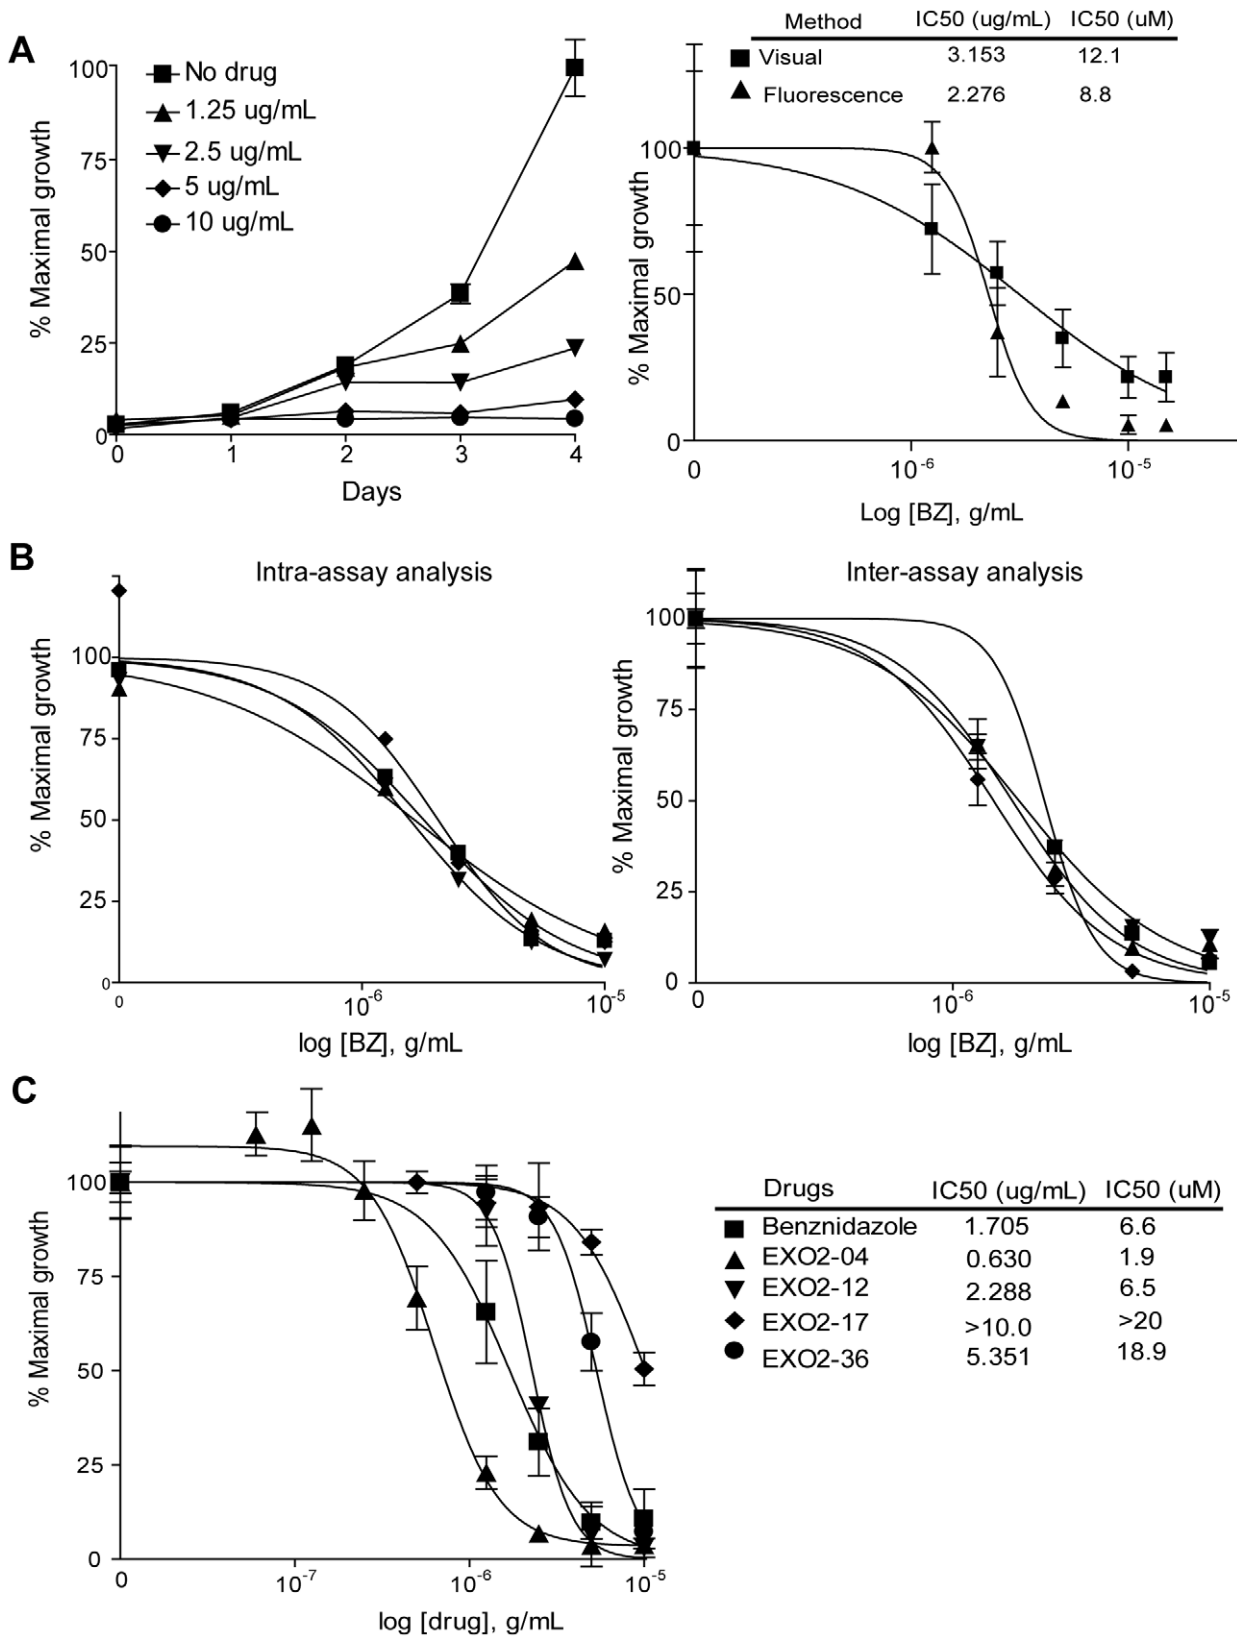 A
100
75
50
25
0
% Maximal growth
No drug
1.25 ug/mL
2.5 ug/mL
5 ug/mL
10 ug/mL
0 1 2 3 4
Days
Method IC50 (ug/mL) IC50 (uM)
Visual 3.153 12.1
Fluorescence 2.276 8.8
100
50
0
% Maximal growth
0 10-6 10-5
Log [BZ], g/mL
B
Intra-assay analysis
100
75
50
25
0
% Maximal growth
0 10-6 10-5
log [BZ], g/mL
Inter-assay analysis
100
75
50
25
0
% Maximal growth
0 10-6 10-5
log [BZ], g/mL
C
100
75
50
25
0
% Maximal growth
0 10-7 10-6 10-5
log [drug], g/mL
Drugs IC50 (ug/mL) IC50 (uM)
Benznidazole 1.705 6.6
EXO2-04 0.630 1.9
EXO2-12 2.288 6.5
EXO2-17 >10.0 >20
EXO2-36 5.351 18.9